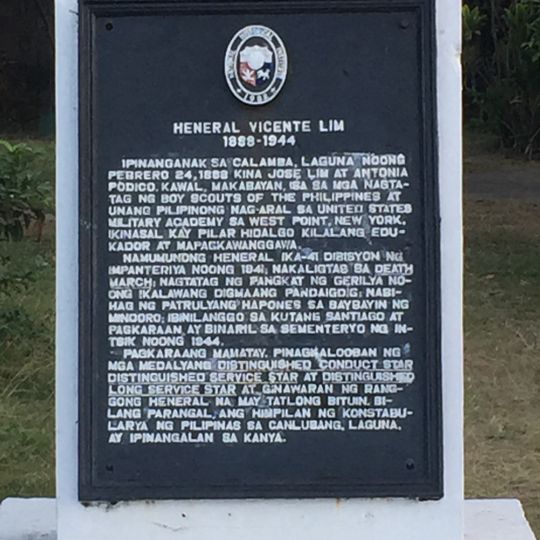 1988
HENERAL VICENTE LIM
1888-1944
IPINANGANAK SA CALAMBA, LAGUNA NOONG
PEBRERO 24, 1888 KINA JOSE LIM AT ANTONIA
PODICO. KAWAL, MAKABAYAN, ISA SA MGA NAGTA-
TAG NG BOY SCOUTS OF THE PHILIPPINES AT
UNANG PILIPINONG NAG-ARAL SA UNITED STATES
MILITARY ACADEMY SA WEST POINT, NEW YORK,
IKINASAL KAY PILAR HIDALGO KILALANG EDU-
KADOR AT MAPAGKAWANGGAWA.
NAMUMUNONG HENERAL IKA-41 DIBISYON NG
IMPANTERIYA NOONG 1941; NAKALIGTAS SA DEATH
MARCH; NAGTATAG NG PANGKAT NG GERILYA NO-
ONG IKALAWANG DIGMAANG PANDAIGDIG; NABI-
HAG NG PATRULYANG HAPONES SA BAYBAYIN NG
MINDORO; IBINILANGGO SA KUTANG SANTIAGO AT
PAGKARAAN, AY BINARIL SA SEMENTERYO NG IN-
TSIK NOONG 1944.
PAGKARAANG MAMATAY, PINAGKALOOBAN NG
MGA MEDALYANG DISTINGUISHED CONDUCT STAR
DISTINGUISHED SERVICE STAR AT DISTINGUISHED
LONG SERVICE STAR AT GINAWARAN NG RANG-
GONG HENERAL NA MAY TATLONG BITUIN. BI-
LANG PARANGAL, ANG HIMPILAN NG KONSTABU-
LARYA NG PILIPINAS SA CANLUBANG, LAGUNA,
AY IPINANGALAN SA KANYA.